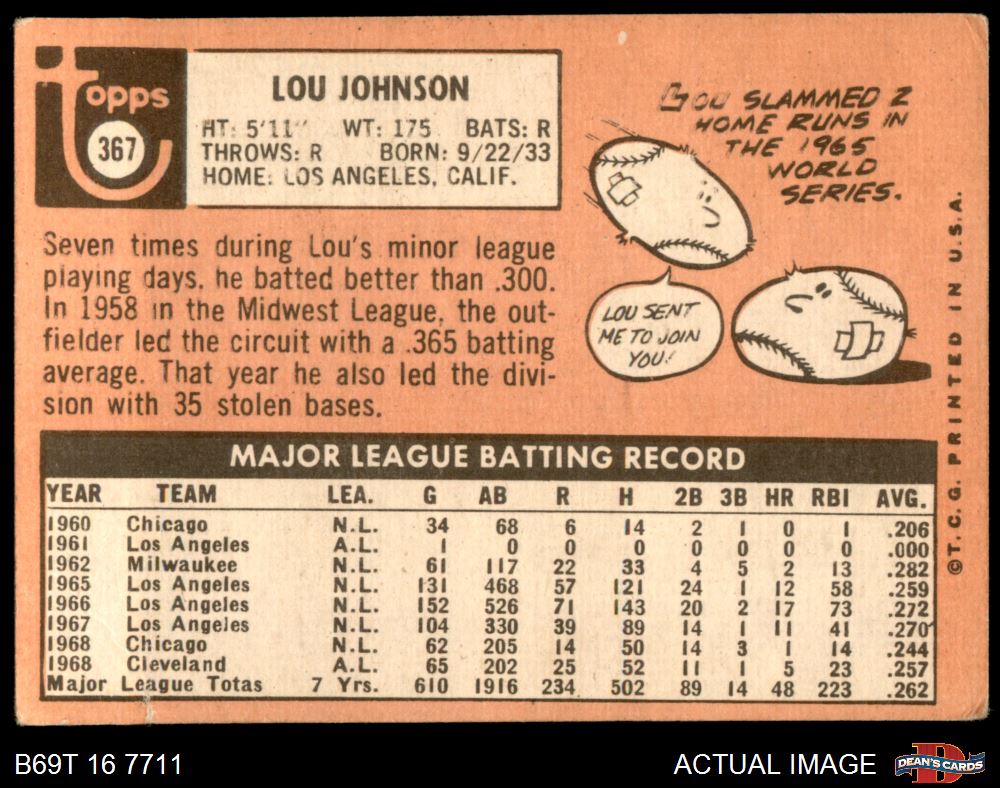 topps
367
LOU JOHNSON
HT: 5'11" WT: 175 BATS: R
THROWS: R BORN: 9/22/33
HOME: LOS ANGELES, CALIF.
LOU SLAMMED 2
HOME RUNS IN
THE 1965
WORLD
SERIES.
LOU SENT
ME TO JOIN
YOU!
Seven times during Lou's minor league
playing days, he batted better than .300.
In 1958 in the Midwest League, the out-
fielder led the circuit with a .365 batting
average. That year he also led the divi-
sion with 35 stolen bases.
MAJOR LEAGUE BATTING RECORD
YEAR TEAM LEA. G AB R H 2B 3B HR RBI AVG.
1960 Chicago N.L. 34 68 6 14 2 1 0 1 .206
1961 Los Angeles A.L. 1 0 0 0 0 0 0 0 .000
1962 Milwaukee N.L. 61 117 22 33 4 5 2 13 .282
1965 Los Angeles N.L. 131 468 57 121 24 1 12 58 .259
1966 Los Angeles N.L. 152 526 71 143 20 2 17 73 .272
1967 Los Angeles N.L. 104 330 39 89 14 1 11 41 .270
1968 Chicago N.L. 62 205 14 50 14 3 1 14 .244
1968 Cleveland A.L. 65 202 25 52 11 1 5 23 .257
Major League Totas 7 Yrs. 610 1916 234 502 89 14 48 223 .262
©T.C.G. PRINTED IN U.S.A.
B69T 16 7711
ACTUAL IMAGE
D
DEAN'S CARDS